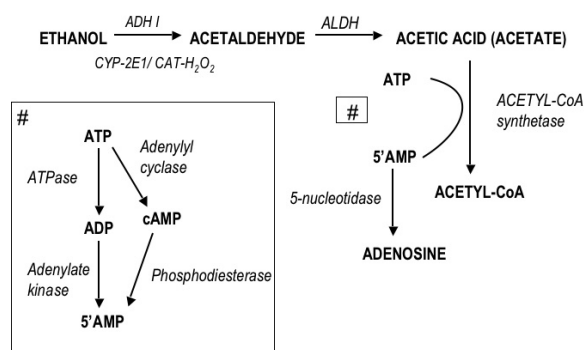 ADH I
ALDH
ETHANOL
ACETALDEHYDE
ACETIC ACID (ACETATE)
CYP-2E1/ CAT-H₂O₂
ATP
#
ACETYL-CoA
synthetase
5'AMP
5-nucleotidase
ACETYL-CoA
ADENOSINE
#
ATP
Adenylyl
cyclase
ATPase
ADP
cAMP
Adenylate
kinase
Phosphodiesterase
5'AMP